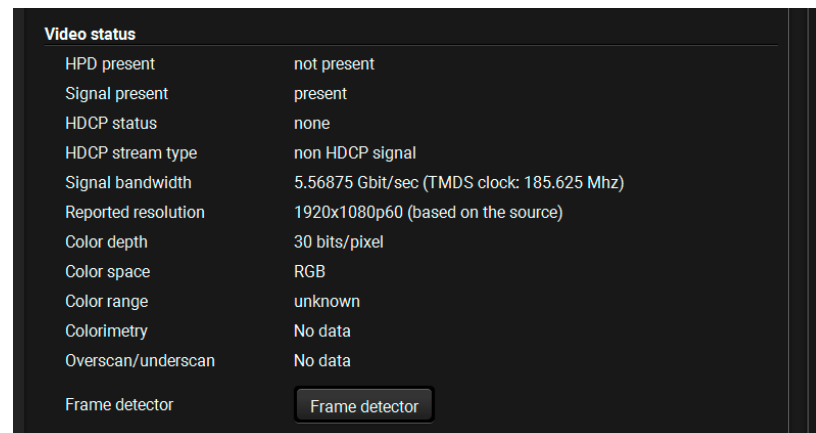 Video status
HPD present not present
Signal present present
HDCP status none
HDCP stream type non HDCP signal
Signal bandwidth 5.56875 Gbit/sec (TMDS clock: 185.625 Mhz)
Reported resolution 1920x1080p60 (based on the source)
Color depth 30 bits/pixel
Color space RGB
Color range unknown
Colorimetry No data
Overscan/underscan No data
Frame detector Frame detector